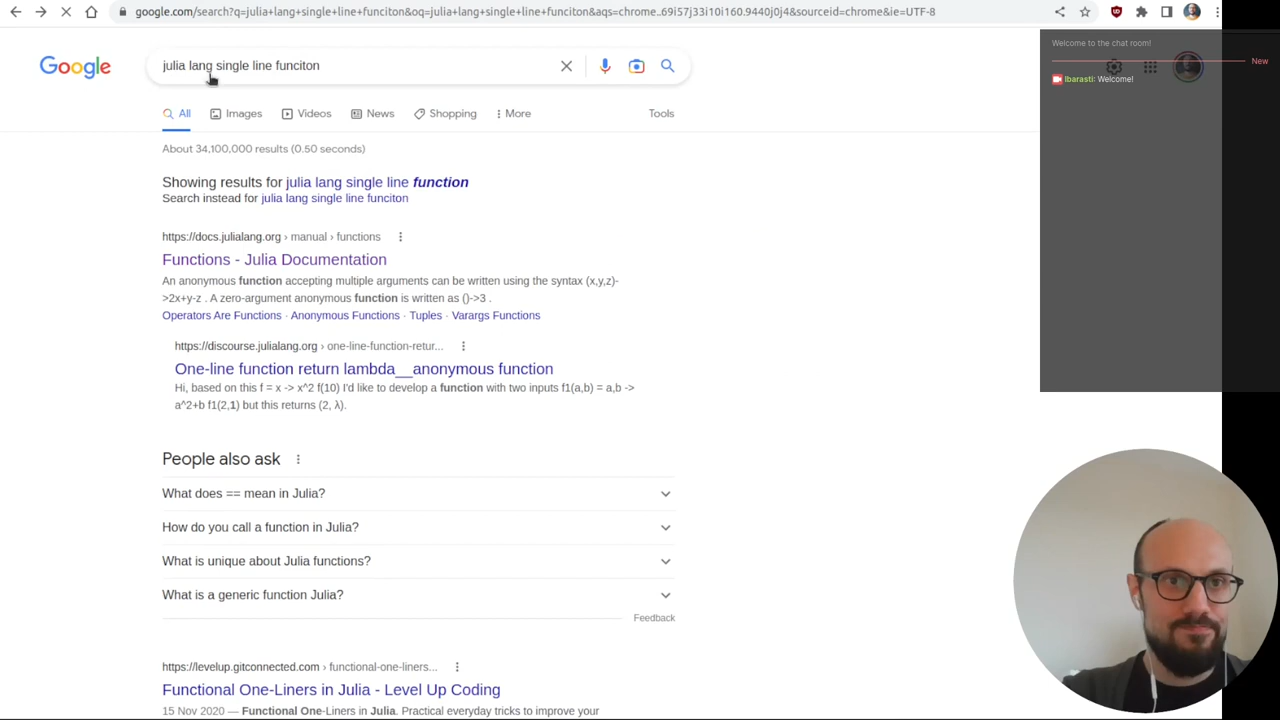 google.com/search?q=julia+lang+single+line+funciton&oq=julia+lang+single+line+funciton&aqs=chrome..69i57j33i10i160.9440j0j4&sourceid=chrome&ie=UTF-8
Google
julia lang single line funciton
All
Images
Videos
News
Shopping
More
Tools
About 34,100,000 results (0.50 seconds)
Showing results for julia lang single line function
Search instead for julia lang single line funciton
https://docs.julialang.org › manual › functions
Functions - Julia Documentation
An anonymous function accepting multiple arguments can be written using the syntax (x,y,z)-
>2x+y-z . A zero-argument anonymous function is written as ()->3 .
Operators Are Functions · Anonymous Functions · Tuples · Varargs Functions
https://discourse.julialang.org › one-line-function-retur...
One-line function return lambda__anonymous function
Hi, based on this f = x -> x^2 f(10) I'd like to develop a function with two inputs f1(a,b) = a,b ->
a^2+b f1(2,1) but this returns (2, λ).
People also ask
What does == mean in Julia?
How do you call a function in Julia?
What is unique about Julia functions?
What is a generic function Julia?
Feedback
https://levelup.gitconnected.com › functional-one-liners...
Functional One-Liners in Julia - Level Up Coding
15 Nov 2020 — Functional One-Liners in Julia. Practical everyday tricks to improve your
Welcome to the chat room!
New
lbarasti: Welcome!